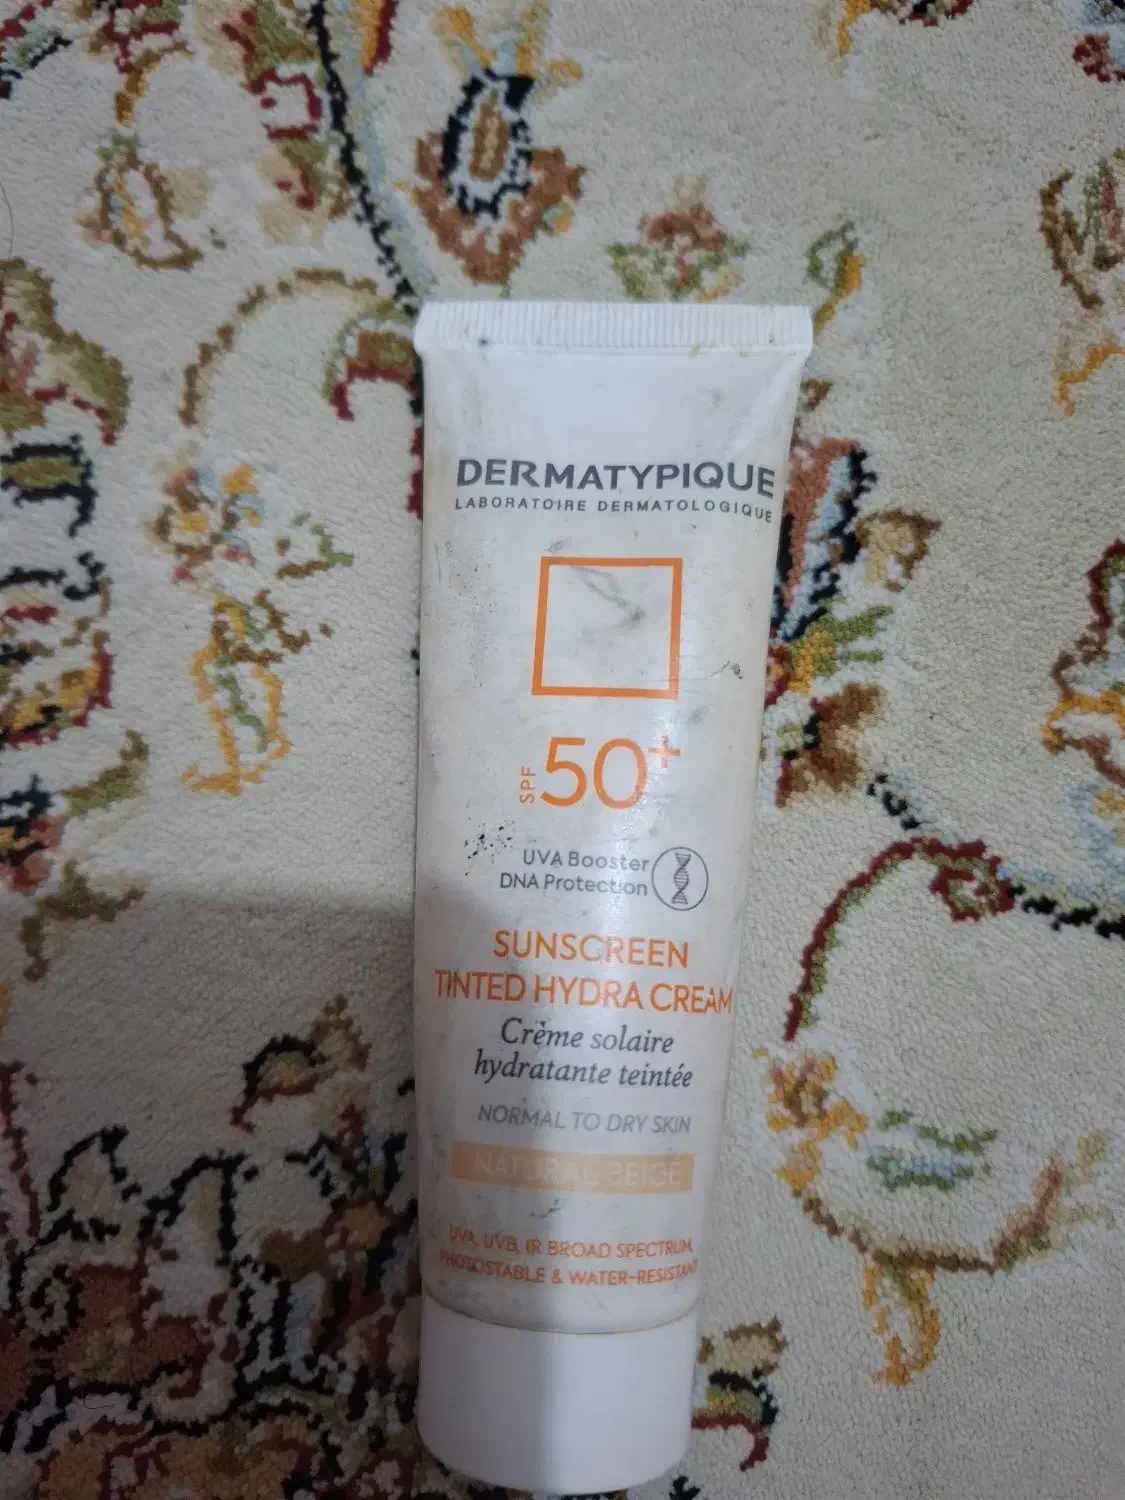 DERMATYPIQUE
LABORATOIRE DERMATOLOGIQUE
SPF 50+
UVA Booster
DNA Protection
SUNSCREEN
TINTED HYDRA CREAM
Crème solaire
hydratante teintée
NORMAL TO DRY SKIN
NATURAL BEIGE
UVA, UVB, IR BROAD SPECTRUM,
PHOTOSTABLE & WATER-RESISTANT